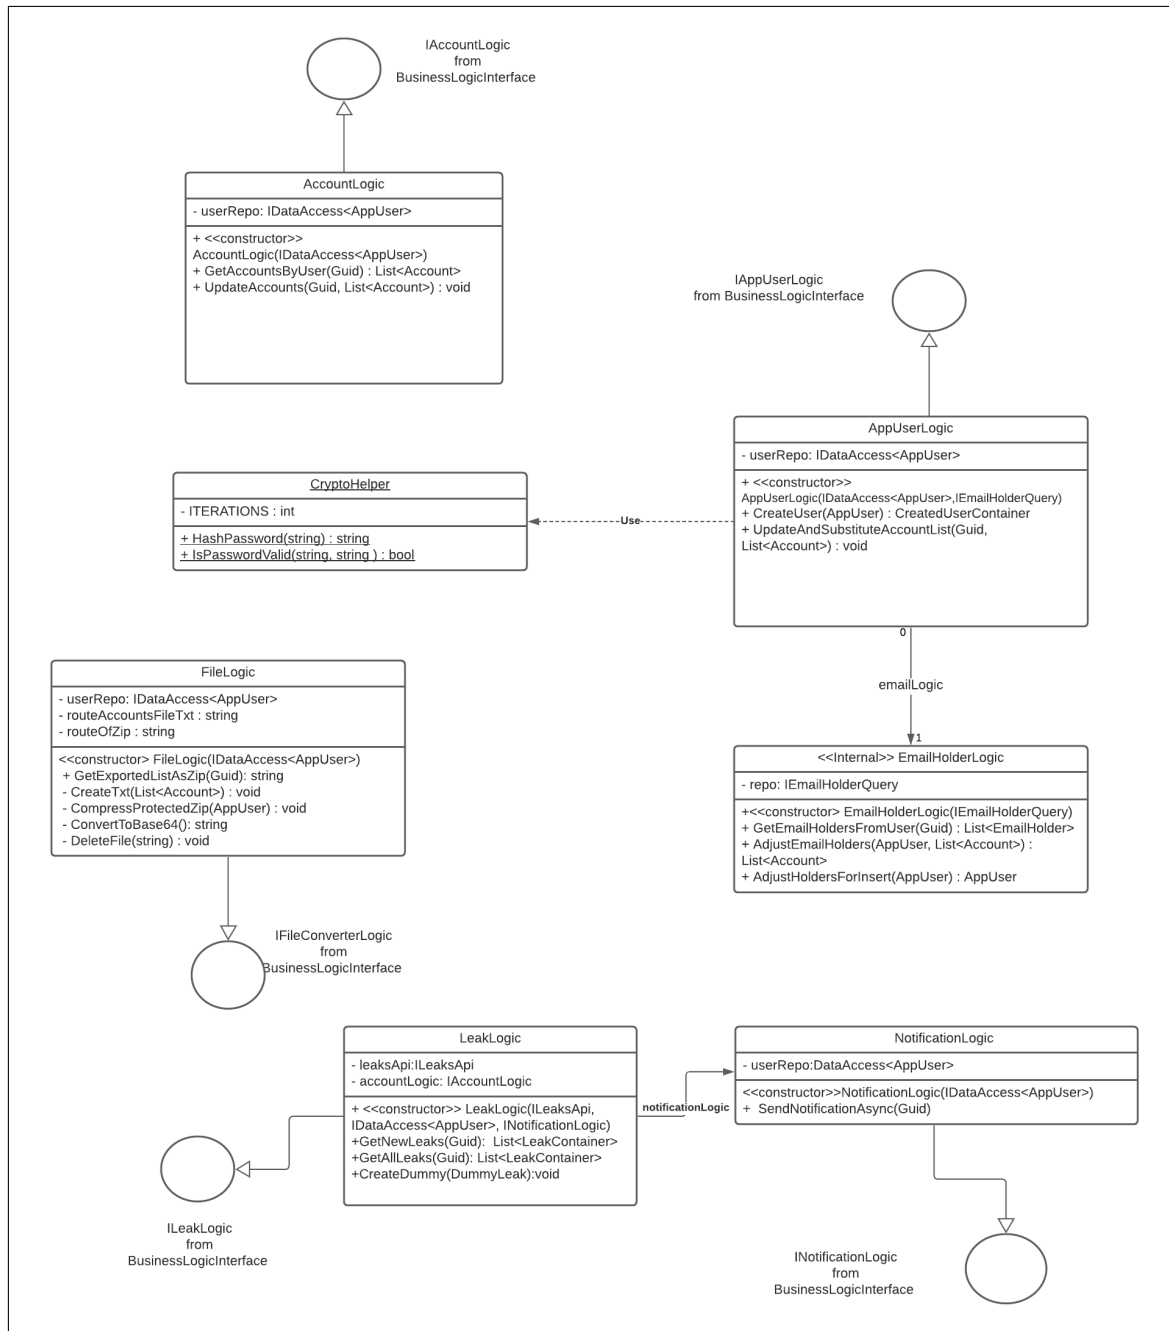 IAccountLogic
from
BusinessLogicInterface
AccountLogic
- userRepo: IDataAccess<AppUser>
+ <<constructor>>
AccountLogic(IDataAccess<AppUser>)
+ GetAccountsByUser(Guid) : List<Account>
+ UpdateAccounts(Guid, List<Account>) : void
IAppUserLogic
from BusinessLogicInterface
AppUserLogic
- userRepo: IDataAccess<AppUser>
+ <<constructor>>
AppUserLogic(IDataAccess<AppUser>,IEmailHolderQuery)
+ CreateUser(AppUser) : CreatedUserContainer
+ UpdateAndSubstituteAccountList(Guid,
List<Account>) : void
CryptoHelper
- ITERATIONS : int
+ HashPassword(string) : string
+ IsPasswordValid(string, string ) : bool
Use
0
emailLogic
1
FileLogic
- userRepo: IDataAccess<AppUser>
- routeAccountsFileTxt : string
- routeOfZip : string
<<constructor> FileLogic(IDataAccess<AppUser>)
+ GetExportedListAsZip(Guid): string
- CreateTxt(List<Account>) : void
- CompressProtectedZip(AppUser) : void
- ConvertToBase64(): string
- DeleteFile(string) : void
<<Internal>> EmailHolderLogic
- repo: IEmailHolderQuery
+<<constructor> EmailHolderLogic(IEmailHolderQuery)
+ GetEmailHoldersFromUser(Guid) : List<EmailHolder>
+ AdjustEmailHolders(AppUser, List<Account>) :
List<Account>
+ AdjustHoldersForInsert(AppUser) : AppUser
IFileConverterLogic
from
BusinessLogicInterface
LeakLogic
- leaksApi:ILeaksApi
- accountLogic: IAccountLogic
+ <<constructor>> LeakLogic(ILeaksApi,
IDataAccess<AppUser>, INotificationLogic)
+GetNewLeaks(Guid):  List<LeakContainer>
+GetAllLeaks(Guid): List<LeakContainer>
+CreateDummy(DummyLeak):void
notificationLogic
NotificationLogic
- userRepo:DataAccess<AppUser>
<<constructor>>NotificationLogic(IDataAccess<AppUser>)
+  SendNotificationAsync(Guid)
ILeakLogic
from
BusinessLogicInterface
INotificationLogic
from
BusinessLogicInterface